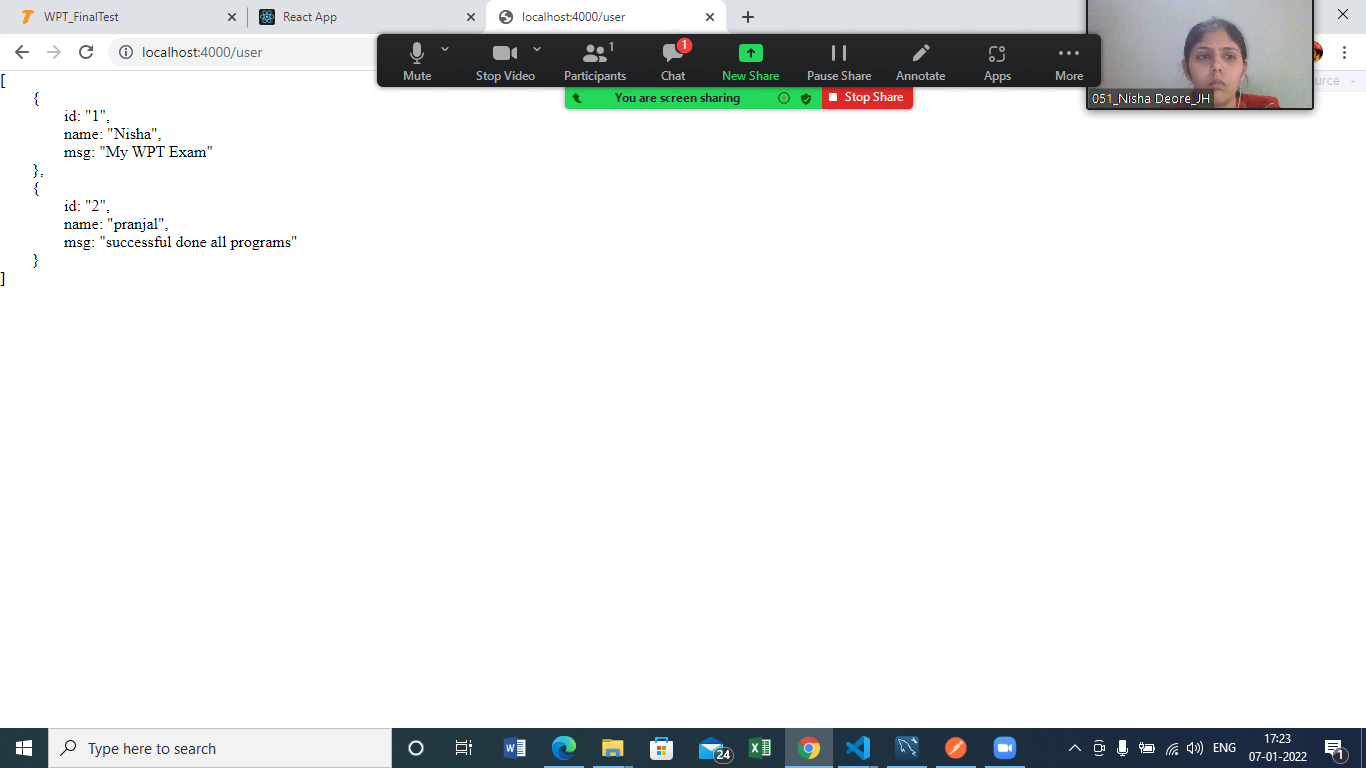 WPT_FinalTest
React App
localhost:4000/user
localhost:4000/user
Mute
Stop Video
1
Participants
1
Chat
New Share
Pause Share
Annotate
Apps
More
You are screen sharing
Stop Share
051_Nisha Deore_JH
[
{
id: "1",
name: "Nisha",
msg: "My WPT Exam"
},
{
id: "2",
name: "pranjal",
msg: "successful done all programs"
}
]
Type here to search
24
ENG
17:23
07-01-2022
1